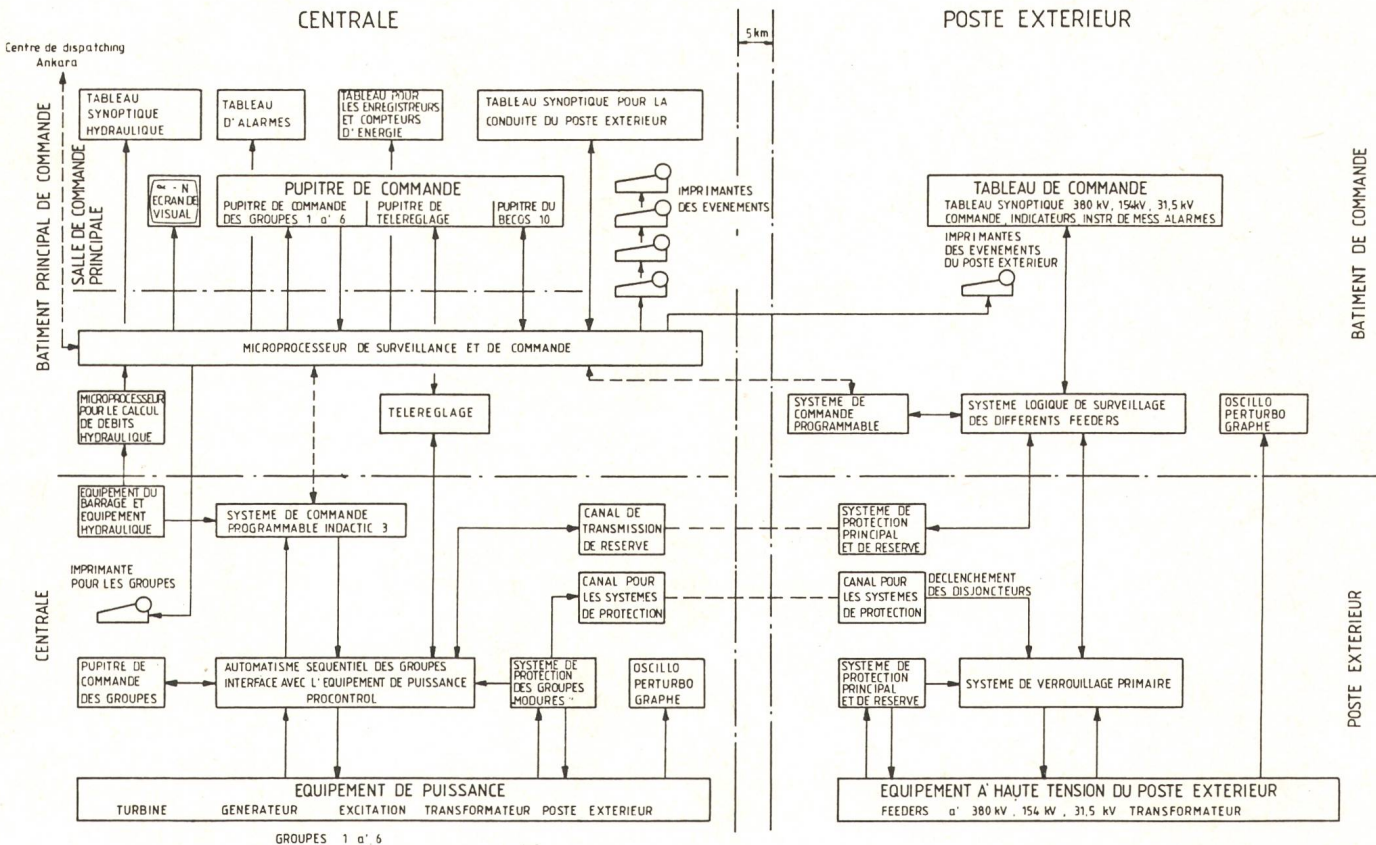 CENTRALE
POSTE EXTERIEUR
5 km
Centre de dispatching
Ankara
BATIMENT PRINCIPAL DE COMMANDE
SALLE DE COMMANDE
PRINCIPALE
TABLEAU
SYNOPTIQUE
HYDRAULIQUE
TABLEAU
D'ALARMES
TABLEAU POUR
LES ENREGISTREURS
ET COMPTEURS
D'ENERGIE
TABLEAU SYNOPTIQUE POUR LA
CONDUITE DU POSTE EXTERIEUR
α - N
ECRAN DE
VISUAL
PUPITRE DE COMMANDE
PUPITRE DE COMMANDE
DES GROUPES 1 a' 6
PUPITRE DE
TELEREGLAGE
PUPITRE DU
BECOS 10
IMPRIMANTES
DES EVENEMENTS
TABLEAU DE COMMANDE
TABLEAU SYNOPTIQUE 380 kV, 154 kV, 31,5 kV
COMMANDE, INDICATEURS INSTR DE MESS ALARMES
IMPRIMANTES
DES EVENEMENTS
DU POSTE EXTERIEUR
BATIMENT DE COMMANDE
MICROPROCESSEUR DE SURVEILLANCE ET DE COMMANDE
MICROPROCESSEUR
POUR LE CALCUL
DE DEBITS
HYDRAULIQUE
TELEREGLAGE
SYSTÈME DE
COMMANDE
PROGRAMMABLE
SYSTÈME LOGIQUE DE SURVEILLAGE
DES DIFFERENTS FEEDERS
OSCILLO
PERTURBO
GRAPHE
EQUIPEMENT DU
BARRAGE ET
EQUIPEMENT
HYDRAULIQUE
SYSTÈME DE COMMANDE
PROGRAMMABLE INDACTIC 3
CANAL DE
TRANSMISSION
DE RESERVE
SYSTÈME DE
PROTECTION
PRINCIPAL
ET DE RESERVE
IMPRIMANTE
POUR LES GROUPES
CANAL POUR
LES SYSTEMES
DE PROTECTION
CANAL POUR
LES SYSTEMES
DE PROTECTION
DECLENCHEMENT
DES DISJONCTEURS
CENTRALE
POSTE EXTERIEUR
PUPITRE DE
COMMANDE
DES GROUPES
AUTOMATISME SEQUENTIEL DES GROUPES
INTERFACE AVEC L'EQUIPEMENT DE PUISSANCE
PROCONTROL
SYSTÈME DE
PROTECTION
DES GROUPES
MODURES"
OSCILLO
PERTURBO
GRAPHE
SYSTÈME DE
PROTECTION
PRINCIPAL
ET DE RESERVE
SYSTÈME DE VERROUILLAGE PRIMAIRE
EQUIPEMENT DE PUISSANCE
TURBINE GENERATEUR EXCITATION TRANSFORMATEUR POSTE EXTERIEUR
EQUIPEMENT A' HAUTE TENSION DU POSTE EXTERIEUR
FEEDERS a' 380 kV, 154 kV, 31,5 kV TRANSFORMATEUR
GROUPES 1 a' 6